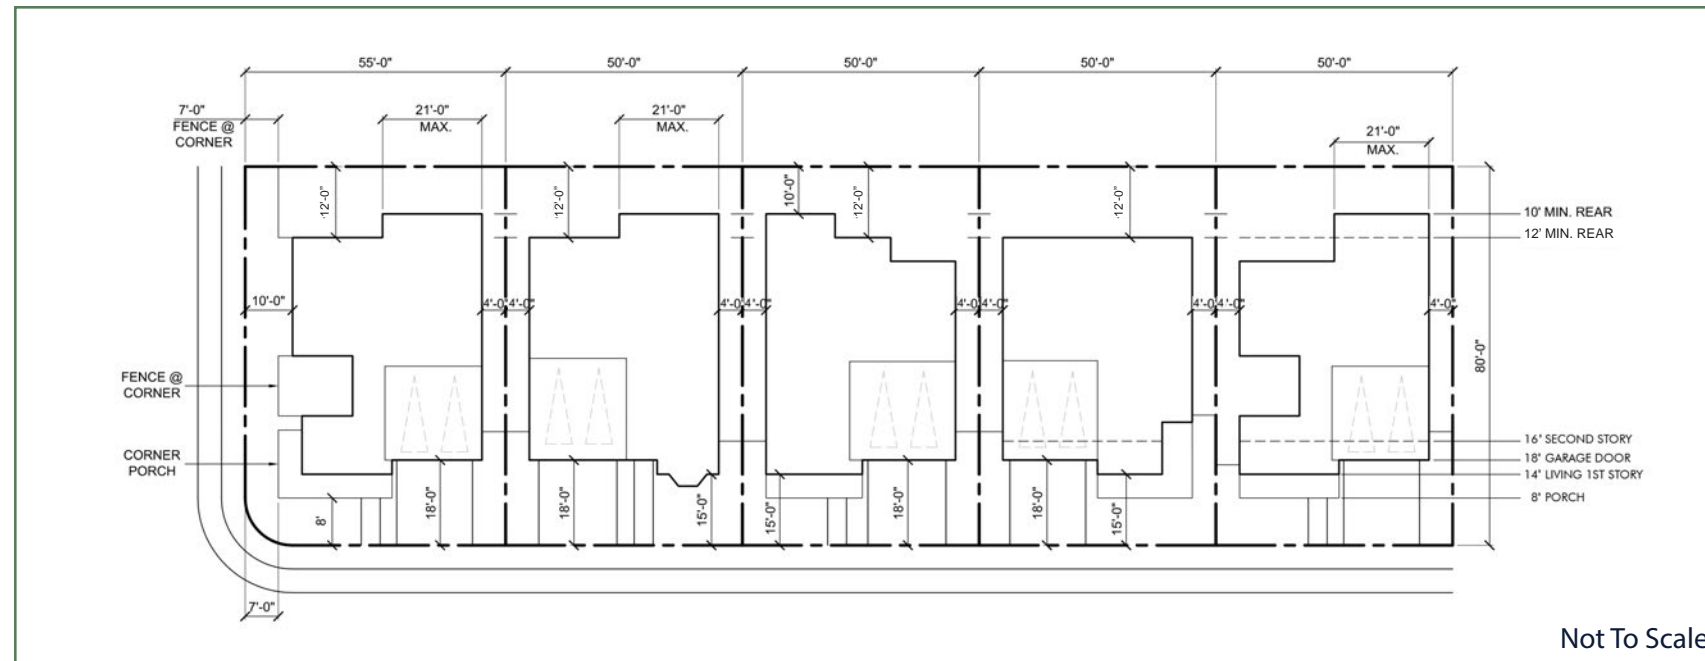 55'-0" 50'-0" 50'-0" 50'-0" 50'-0"
7'-0"
FENCE @
CORNER
21'-0"
MAX.
21'-0"
MAX.
21'-0"
MAX.
12'-0" 12'-0" 10'-0" 12'-0" 12'-0"
10' MIN. REAR
12' MIN. REAR
10'-0" 4'-0" 4'-0" 4'-0" 4'-0" 4'-0" 4'-0" 4'-0" 4'-0" 4'-0"
80'-0"
FENCE @
CORNER
CORNER
PORCH
16' SECOND STORY
18' GARAGE DOOR
14' LIVING 1ST STORY
8' PORCH
8' 18'-0" 18'-0" 15'-0" 15'-0" 18'-0" 18'-0" 15'-0"
7'-0"
Not To Scale